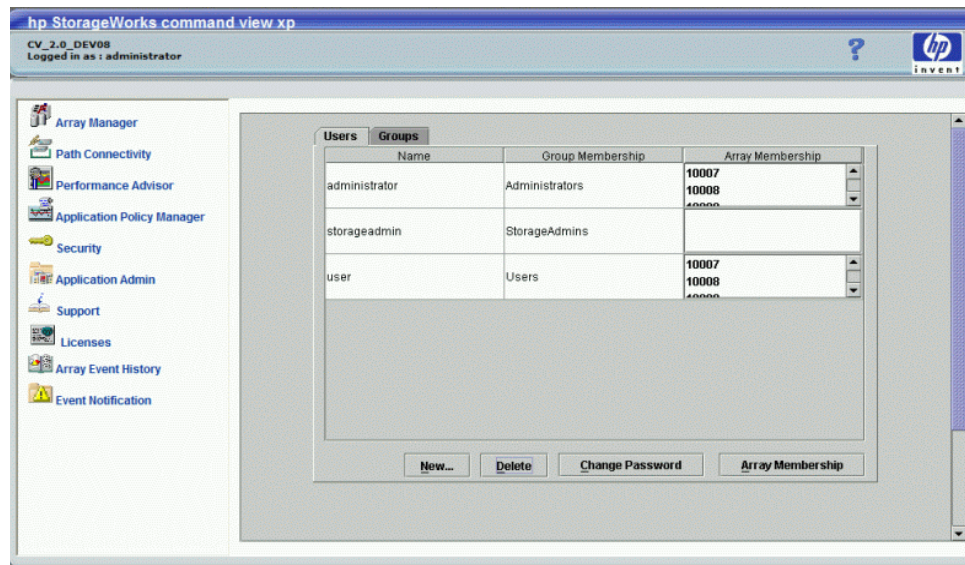 hp StorageWorks command view xp
CV_2.0_DEV08
Logged in as : administrator
?
hp
invent
Array Manager
Path Connectivity
Performance Advisor
Application Policy Manager
Security
Application Admin
Support
Licenses
Array Event History
Event Notification
Users Groups
Name Group Membership Array Membership
administrator Administrators 10007
10008
storageadmin StorageAdmins
user Users 10007
10008
New... Delete Change Password Array Membership